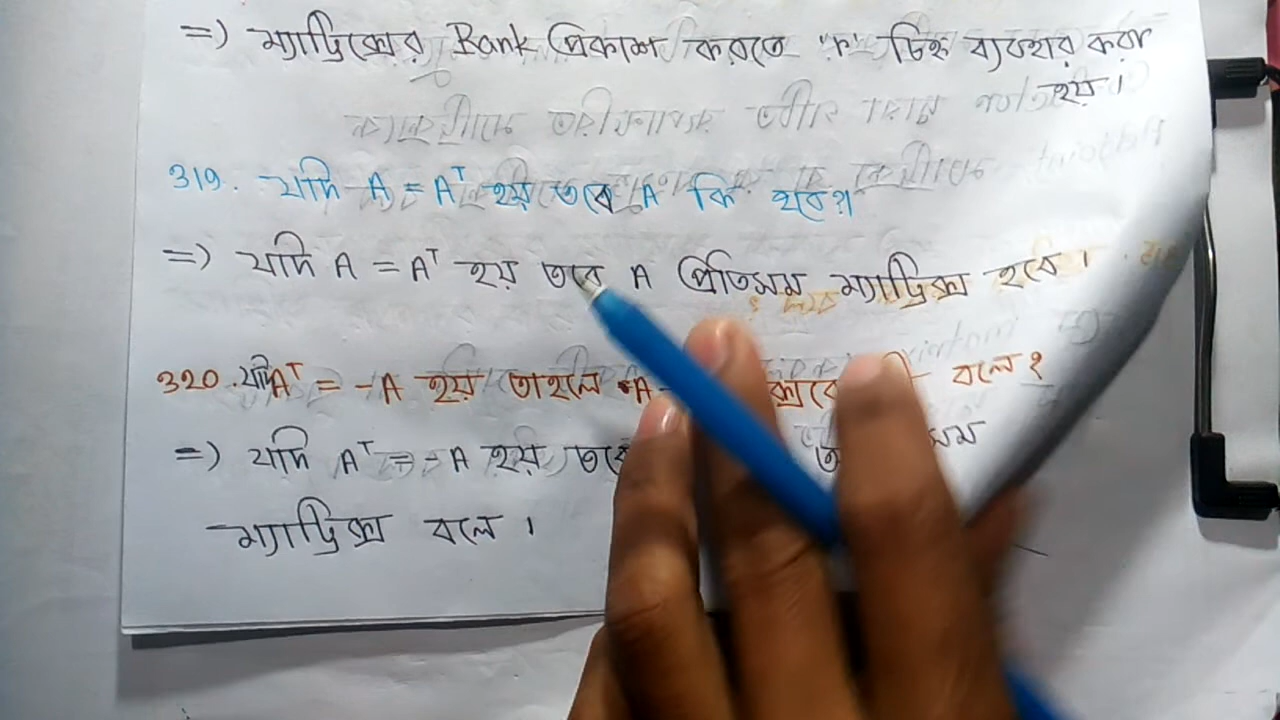 => ম্যাট্রিক্সের Rank প্রকাশ করতে 'r' চিহ্ন ব্যবহার করা
হয়।
319. যদি A = Aᵀ হয় তবে A কি হবে?
=> যদি A = Aᵀ হয় তবে A প্রতিসম ম্যাট্রিক্স হবে।
320. যদি Aᵀ = -A হয় তাহলে A বলে?
=> যদি Aᵀ = -A হয় তবে
ম্যাট্রিক্স বলে।